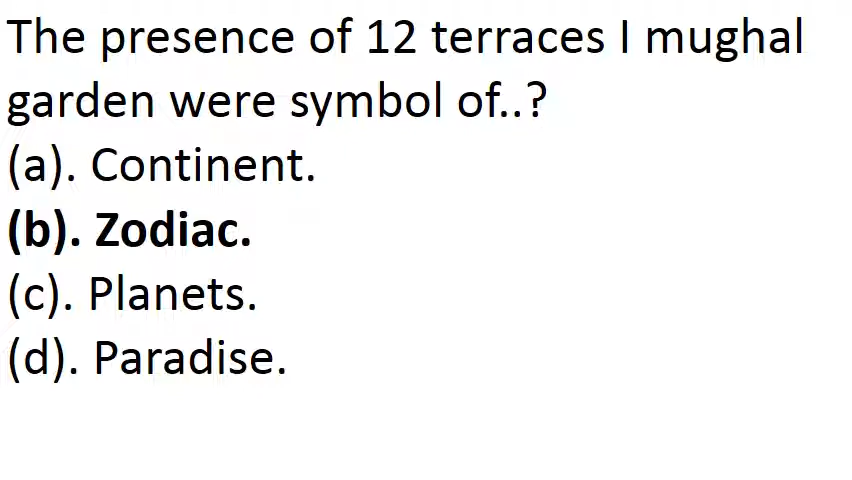 The presence of 12 terraces I mughal
garden were symbol of..?
(a). Continent.
(b). Zodiac.
(c). Planets.
(d). Paradise.